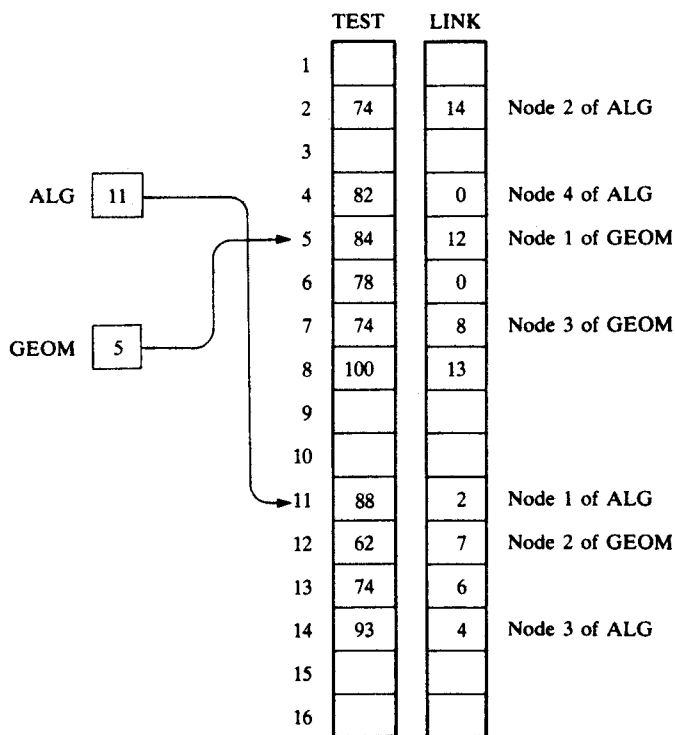 TEST LINK
1
2 74 14 Node 2 of ALG
3
ALG 11 4 82 0 Node 4 of ALG
5 84 12 Node 1 of GEOM
6 78 0
GEOM 5 7 74 8 Node 3 of GEOM
8 100 13
9
10
11 88 2 Node 1 of ALG
12 62 7 Node 2 of GEOM
13 74 6
14 93 4 Node 3 of ALG
15
16